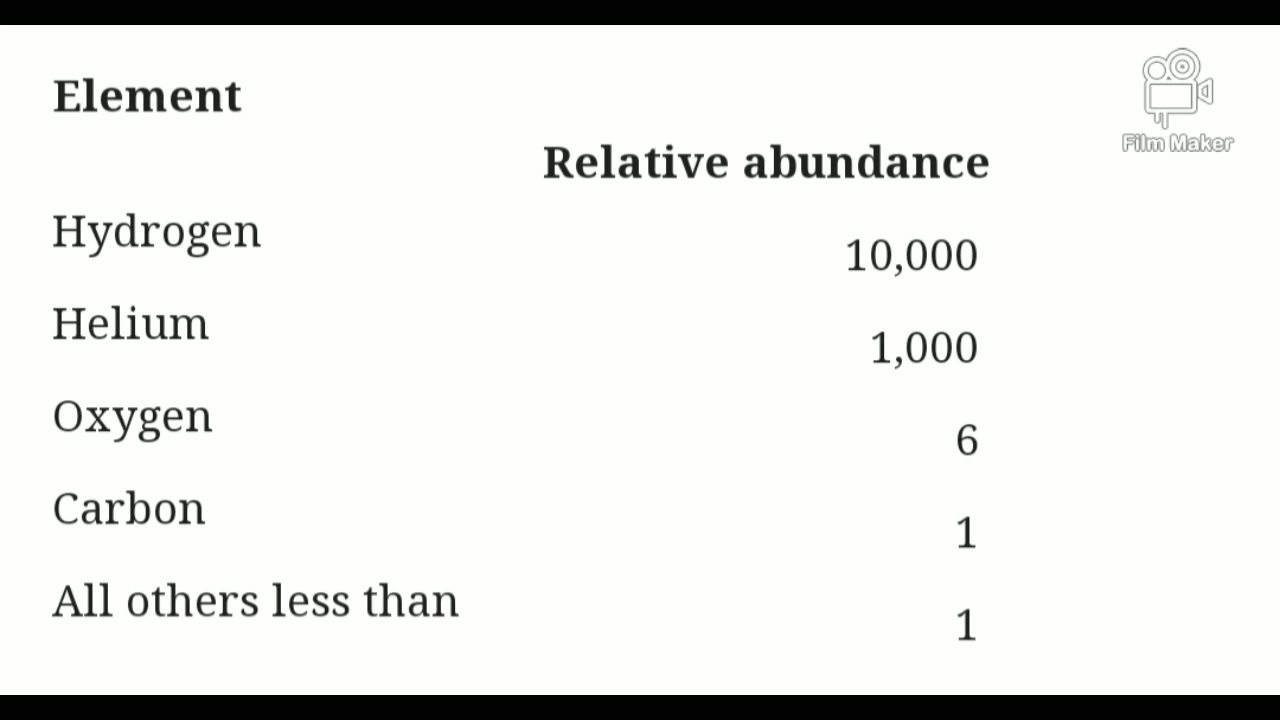 Element
Film Maker
Relative abundance
Hydrogen
10,000
Helium
1,000
Oxygen
6
Carbon
1
All others less than
1